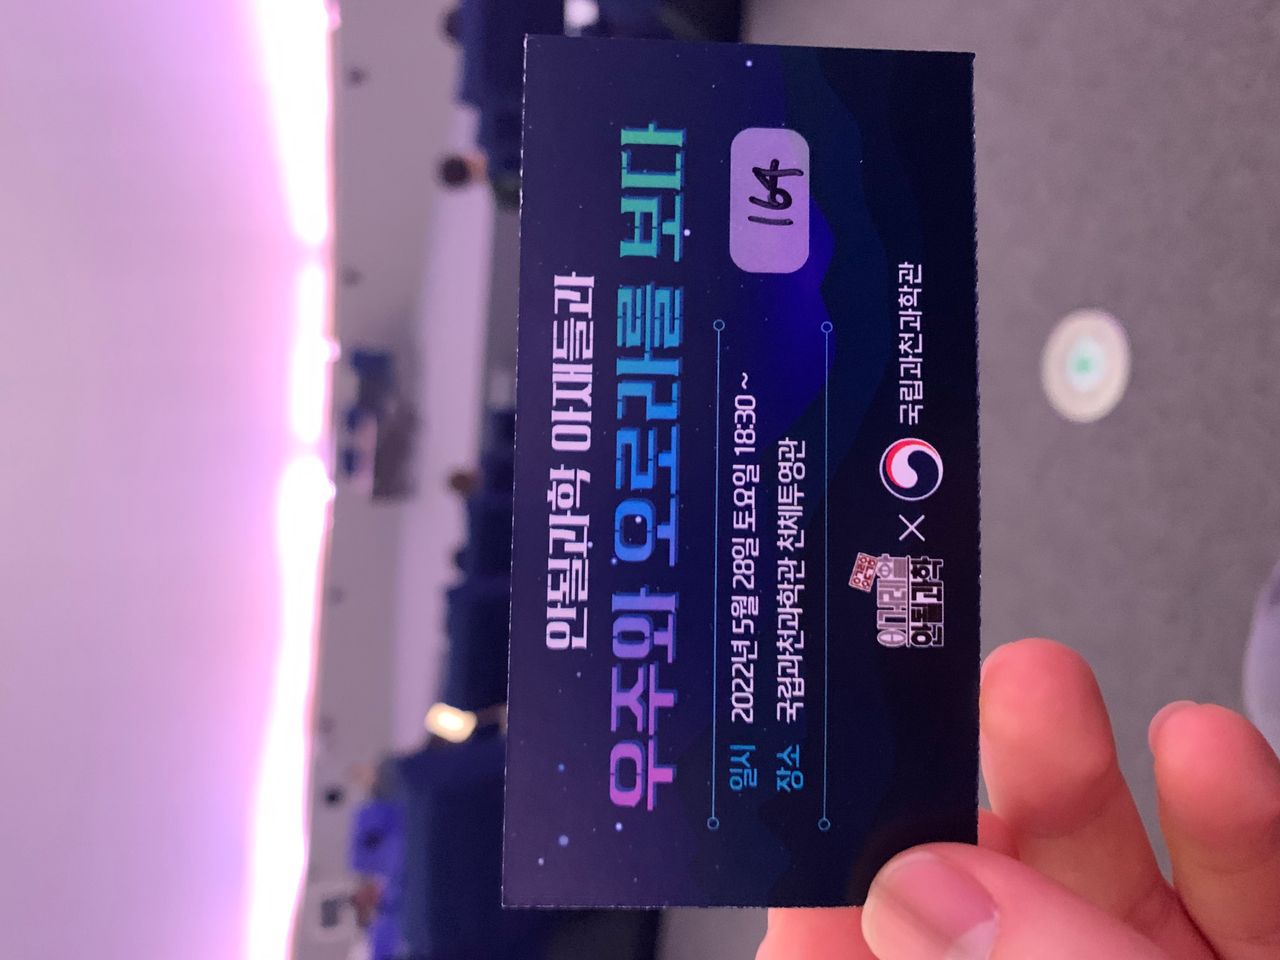 안될과학 아재들과
우주와 오로라를 보다
164
일시 2022년 5월 28일 토요일 18:30 ~
장소 국립과천과학관 천체투영관
안될과학 × 국립과천과학관